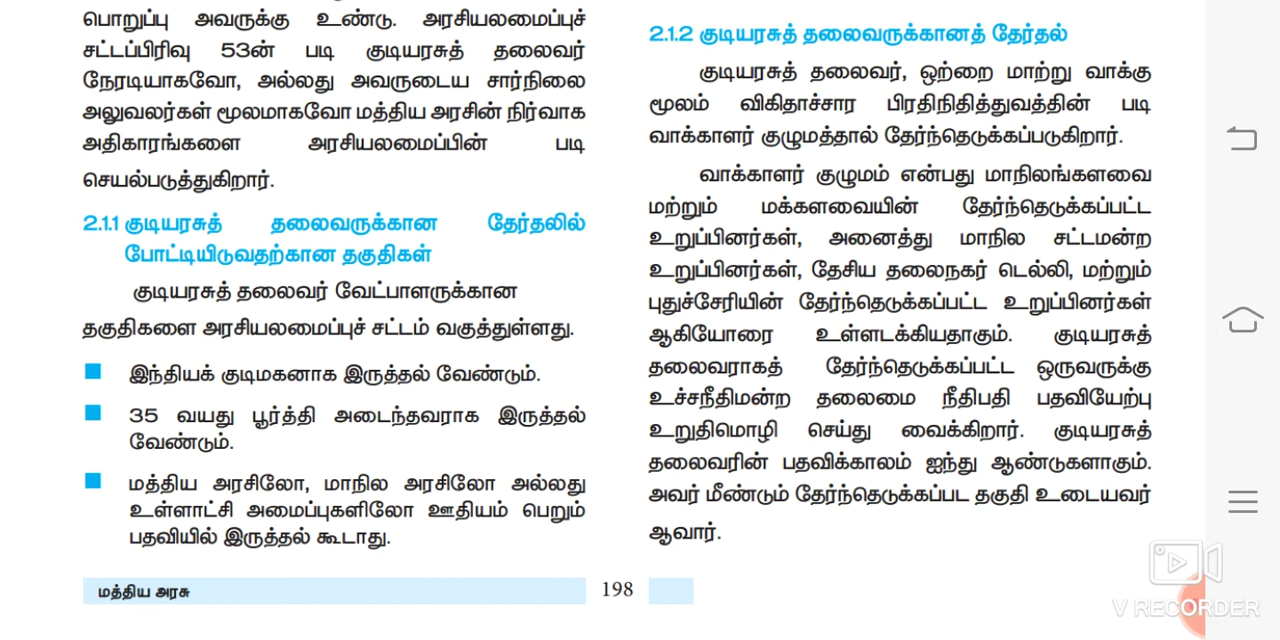 பொறுப்பு அவருக்கு உண்டு. அரசியலமைப்புச்
சட்டப்பிரிவு 53ன் படி குடியரசுத் தலைவர்
நேரடியாகவோ, அல்லது அவருடைய சார்நிலை
அலுவலர்கள் மூலமாகவோ மத்திய அரசின் நிர்வாக
அதிகாரங்களை அரசியலமைப்பின் படி
செயல்படுத்துகிறார்.
2.1.1 குடியரசுத் தலைவருக்கான தேர்தலில்
போட்டியிடுவதற்கான தகுதிகள்
குடியரசுத் தலைவர் வேட்பாளருக்கான
தகுதிகளை அரசியலமைப்புச் சட்டம் வகுத்துள்ளது.
இந்தியக் குடிமகனாக இருத்தல் வேண்டும்.
35 வயது பூர்த்தி அடைந்தவராக இருத்தல்
வேண்டும்.
மத்திய அரசிலோ, மாநில அரசிலோ அல்லது
உள்ளாட்சி அமைப்புகளிலோ ஊதியம் பெறும்
பதவியில் இருத்தல் கூடாது.
2.1.2 குடியரசுத் தலைவருக்கானத் தேர்தல்
குடியரசுத் தலைவர், ஒற்றை மாற்று வாக்கு
மூலம் விகிதாச்சார பிரதிநிதித்துவத்தின் படி
வாக்காளர் குழுமத்தால் தேர்ந்தெடுக்கப்படுகிறார்.
வாக்காளர் குழுமம் என்பது மாநிலங்களவை
மற்றும் மக்களவையின் தேர்ந்தெடுக்கப்பட்ட
உறுப்பினர்கள், அனைத்து மாநில சட்டமன்ற
உறுப்பினர்கள், தேசிய தலைநகர் டெல்லி, மற்றும்
புதுச்சேரியின் தேர்ந்தெடுக்கப்பட்ட உறுப்பினர்கள்
ஆகியோரை உள்ளடக்கியதாகும். குடியரசுத்
தலைவராகத் தேர்ந்தெடுக்கப்பட்ட ஒருவருக்கு
உச்சநீதிமன்ற தலைமை நீதிபதி பதவியேற்பு
உறுதிமொழி செய்து வைக்கிறார். குடியரசுத்
தலைவரின் பதவிக்காலம் ஐந்து ஆண்டுகளாகும்.
அவர் மீண்டும் தேர்ந்தெடுக்கப்பட தகுதி உடையவர்
ஆவார்.
மத்திய அரசு
198
V RECORDER